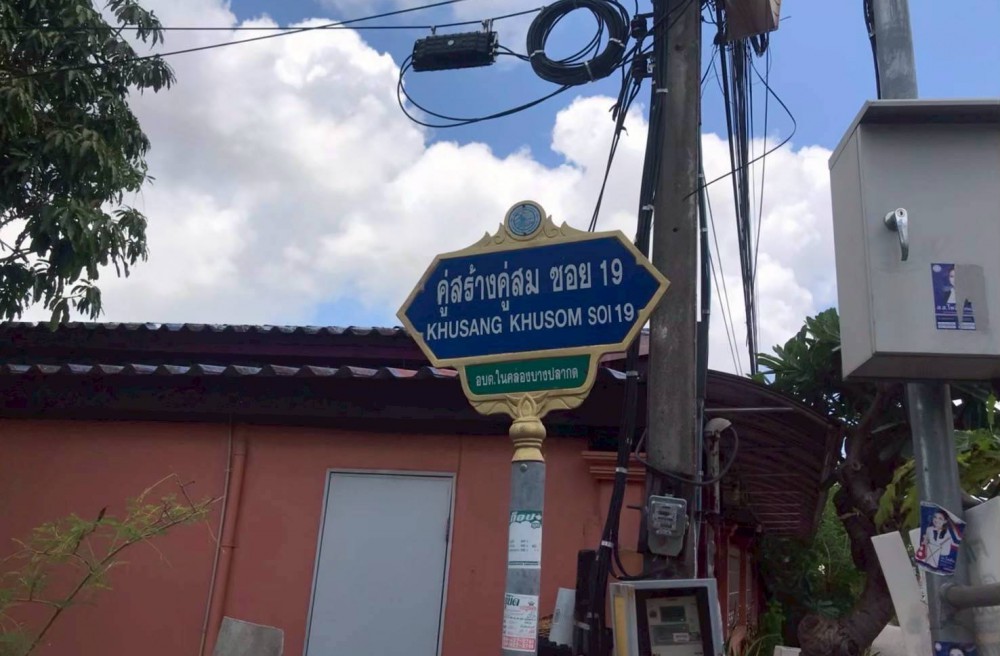 คู่สร้างคู่สม ซอย 19
KHUSANG KHUSOM SOI 19
อบต.ในคลองบางปลากด